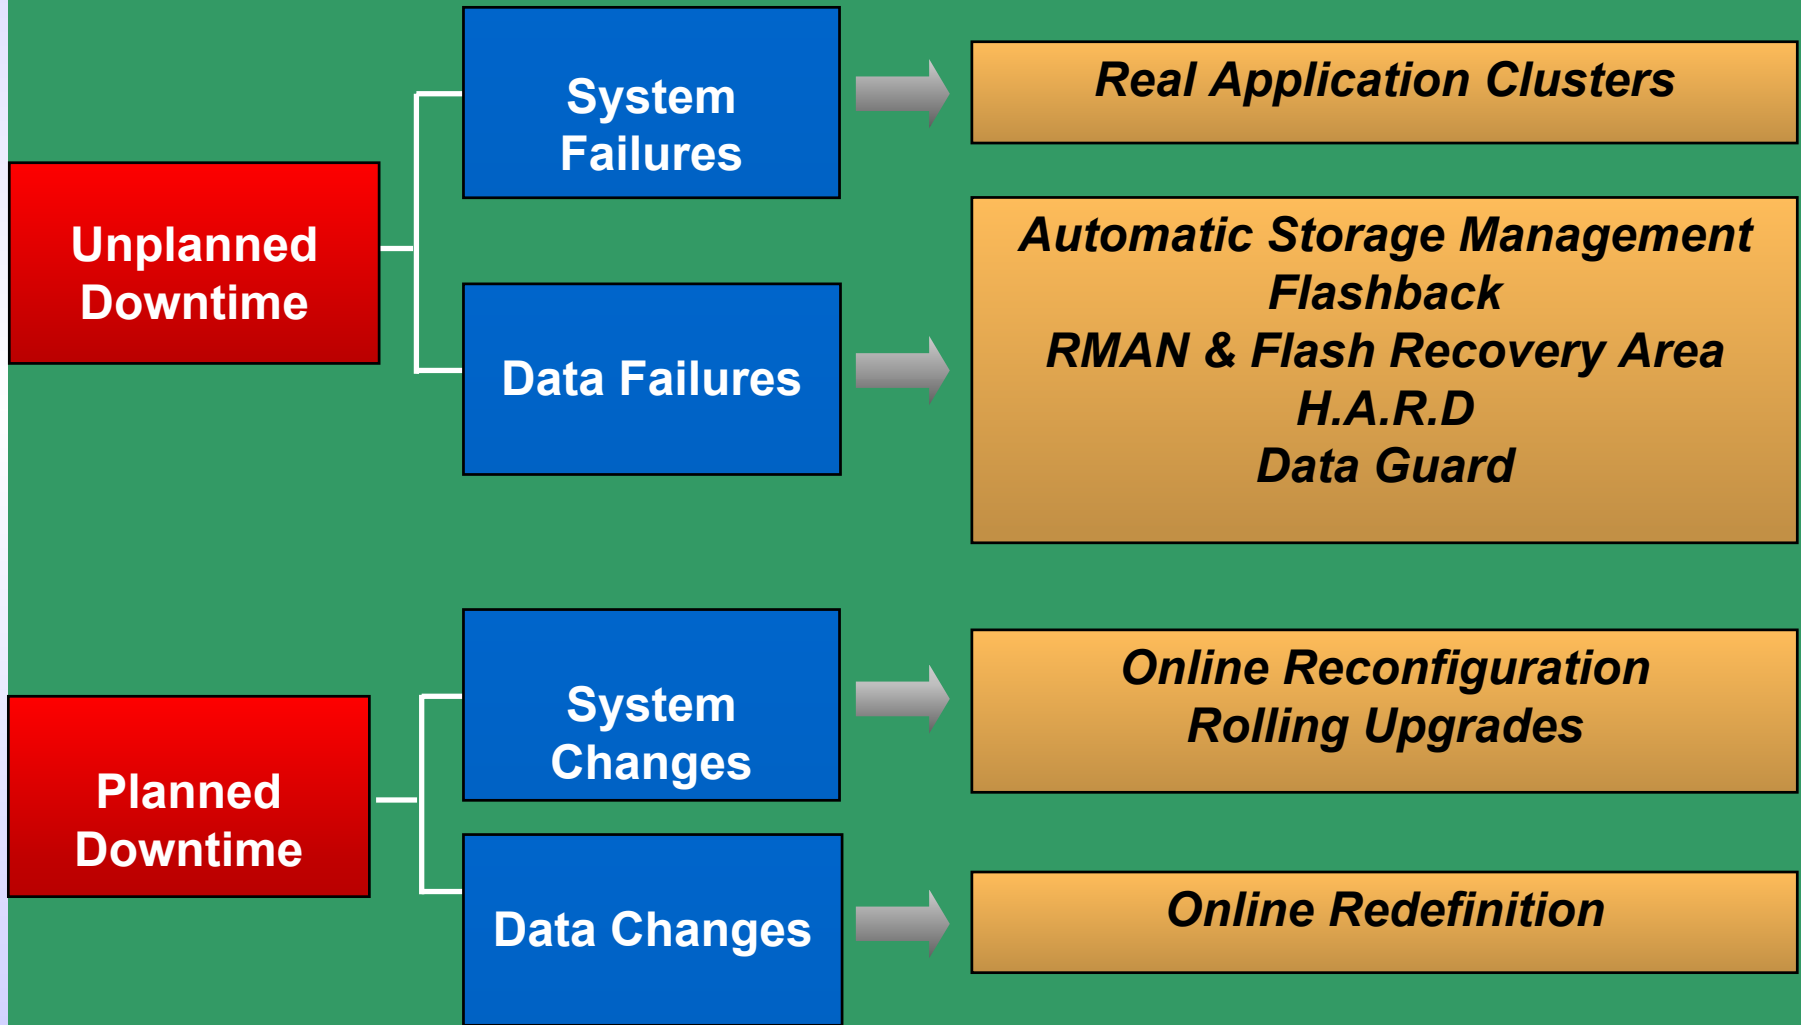 Unplanned
Downtime
System
Failures
Real Application Clusters
Data Failures
Automatic Storage Management
Flashback
RMAN & Flash Recovery Area
H.A.R.D
Data Guard
Planned
Downtime
System
Changes
Online Reconfiguration
Rolling Upgrades
Data Changes
Online Redefinition